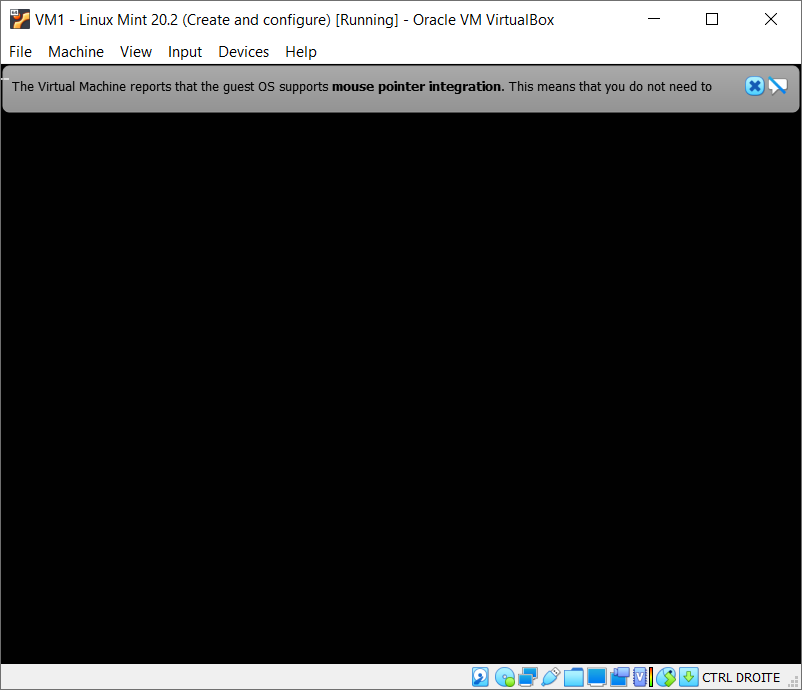 VM1 - Linux Mint 20.2 (Create and configure) [Running] - Oracle VM VirtualBox
File Machine View Input Devices Help
The Virtual Machine reports that the guest OS supports mouse pointer integration. This means that you do not need to
CTRL DROITE